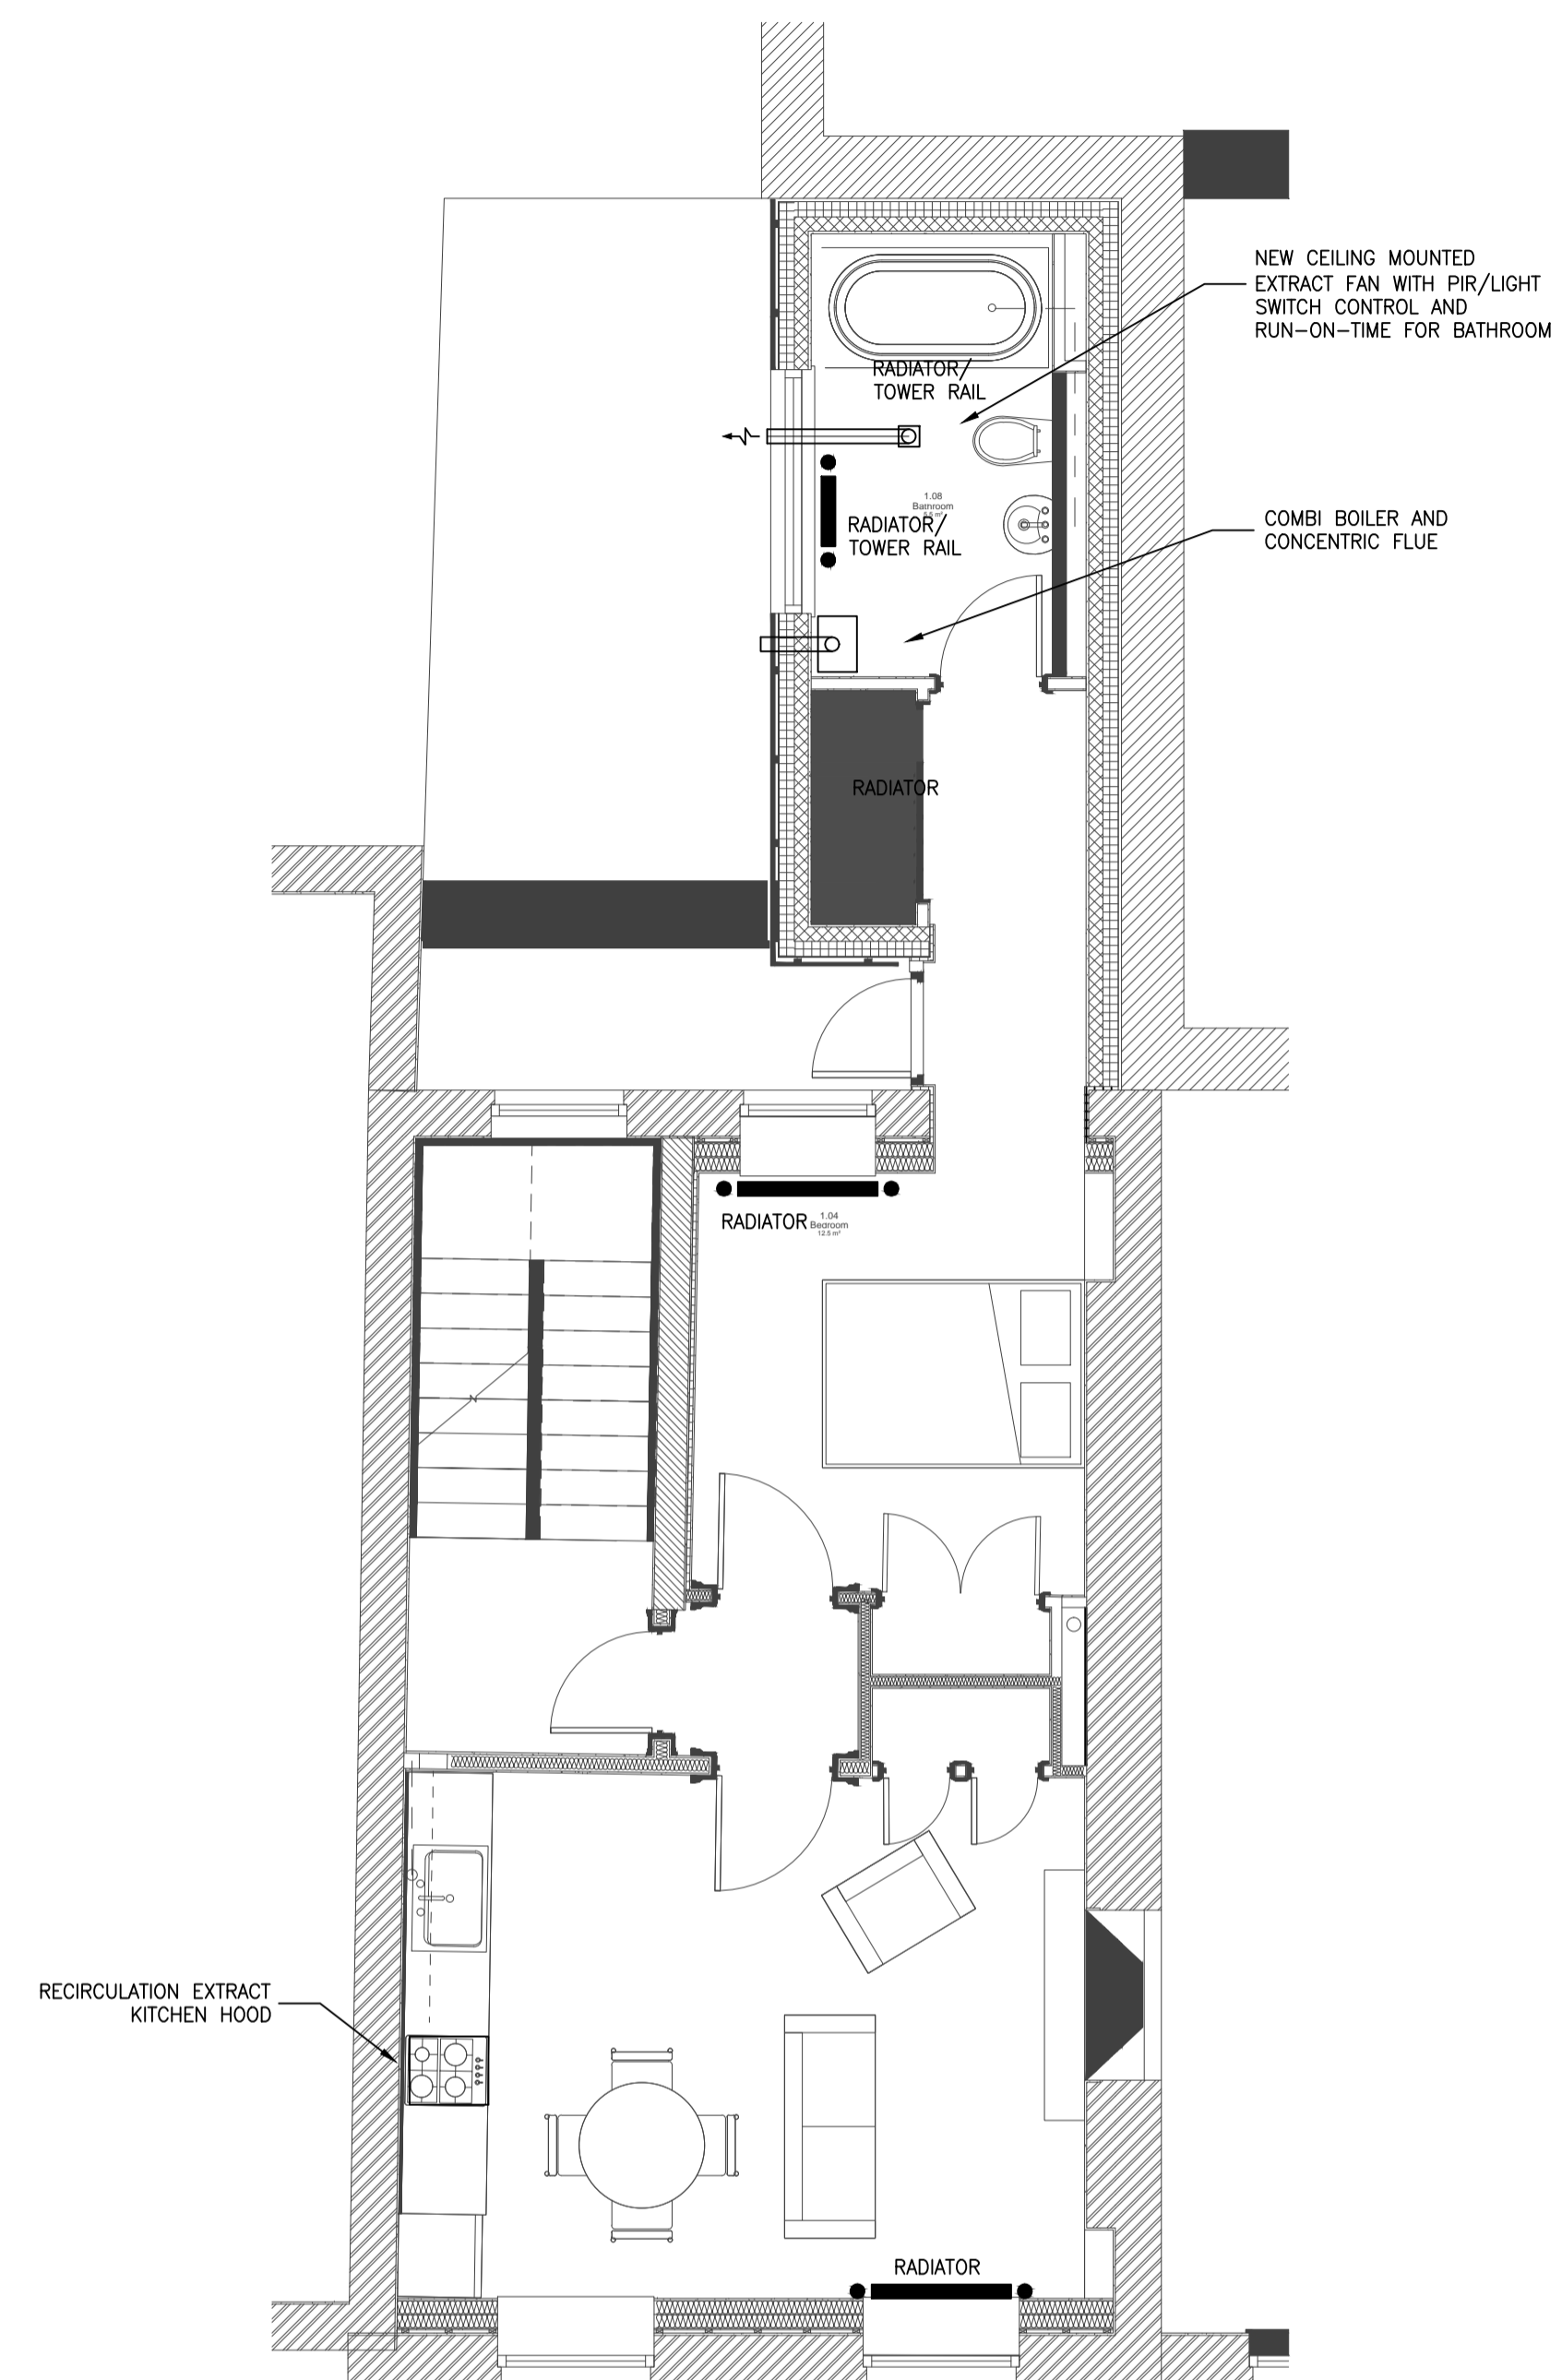 NEW CEILING MOUNTED
EXTRACT FAN WITH PIR/LIGHT
SWITCH CONTROL AND
RUN-ON-TIME FOR BATHROOM
RADIATOR/
TOWER RAIL
1.08
Bathroom
RADIATOR/
TOWER RAIL
COMBI BOILER AND
CONCENTRIC FLUE
RADIATOR
RADIATOR
1.04
Bedroom
12.5 m²
RECIRCULATION EXTRACT
KITCHEN HOOD
RADIATOR